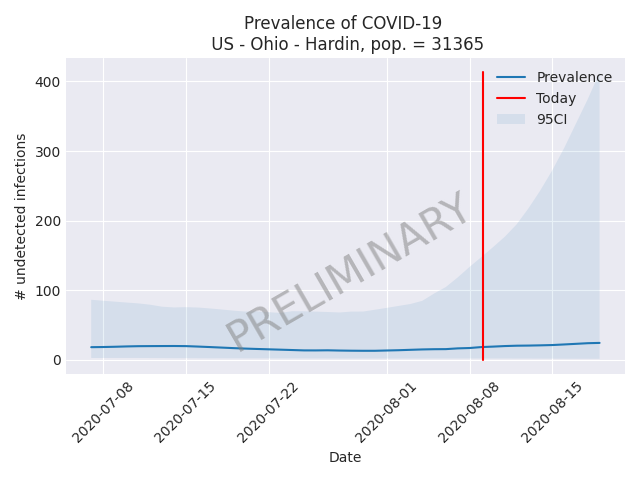 Prevalence of COVID-19
US - Ohio - Hardin, pop. = 31365
Prevalence
Today
95CI
PRELIMINARY
# undetected infections
400
300
200
100
0
2020-07-08
2020-07-15
2020-07-22
2020-08-01
2020-08-08
2020-08-15
Date